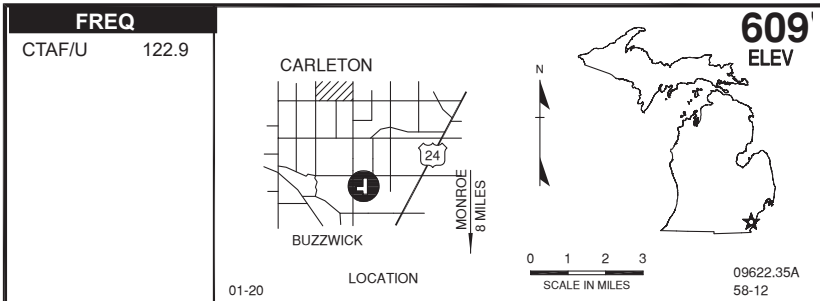 FREQ
CTAF/U 122.9
CARLETON
24
MONROE
8 MILES
BUZZWICK
LOCATION
01-20
N
609'
ELEV
0 1 2 3
SCALE IN MILES
09622.35A
58-12